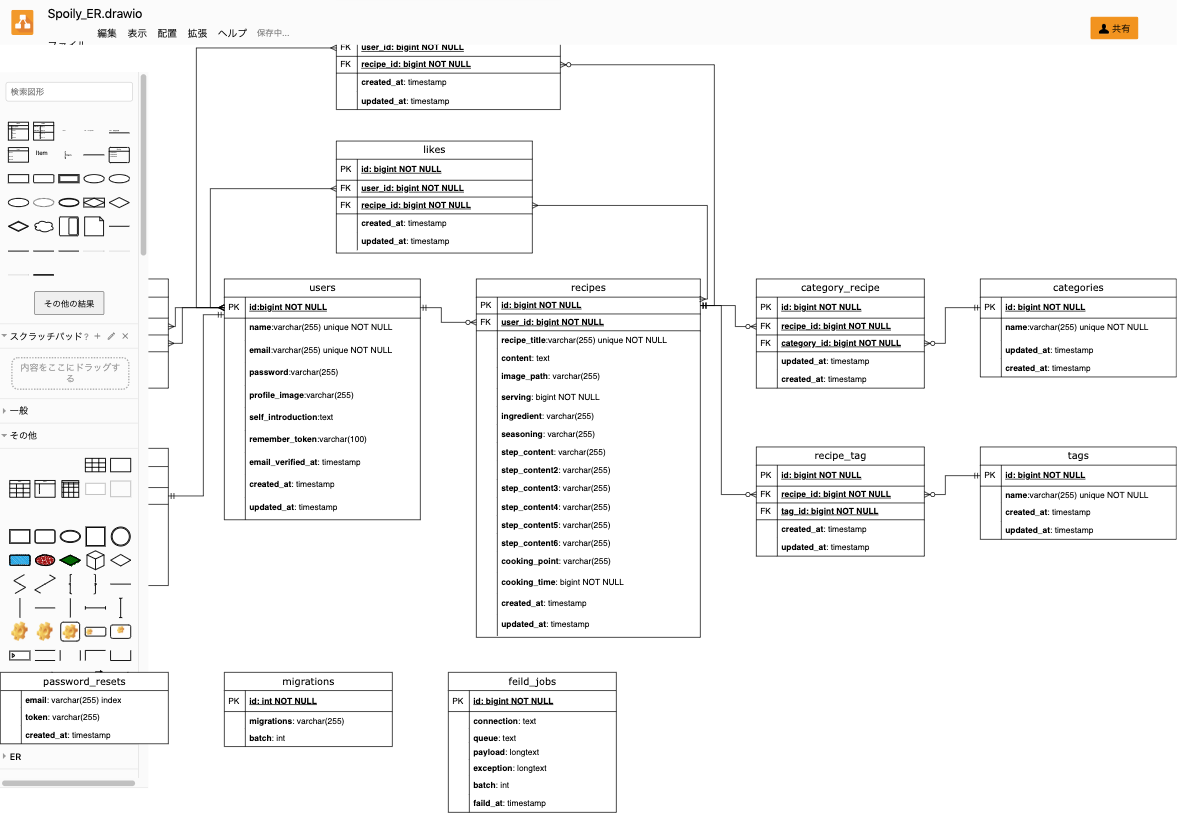 Spoily_ER.drawio
ファイル 編集 表示 配置 拡張 ヘルプ 保存中...
共有
検索図形
Item
その他の結果
スクラッチパッド ? + ×
内容をここにドラッグする
一般
その他
ER
FK user_id: bigint NOT NULL
FK recipe_id: bigint NOT NULL
created_at: timestamp
updated_at: timestamp
likes
PK id: bigint NOT NULL
FK user_id: bigint NOT NULL
FK recipe_id: bigint NOT NULL
created_at: timestamp
updated_at: timestamp
users
PK id:bigint NOT NULL
name:varchar(255) unique NOT NULL
email:varchar(255) unique NOT NULL
password:varchar(255)
profile_image:varchar(255)
self_introduction:text
remember_token:varchar(100)
email_verified_at: timestamp
created_at: timestamp
updated_at: timestamp
recipes
PK id: bigint NOT NULL
FK user_id: bigint NOT NULL
recipe_title:varchar(255) unique NOT NULL
content: text
image_path: varchar(255)
serving: bigint NOT NULL
ingredient: varchar(255)
seasoning: varchar(255)
step_content: varchar(255)
step_content2: varchar(255)
step_content3: varchar(255)
step_content4: varchar(255)
step_content5: varchar(255)
step_content6: varchar(255)
cooking_point: varchar(255)
cooking_time: bigint NOT NULL
created_at: timestamp
updated_at: timestamp
category_recipe
PK id: bigint NOT NULL
FK recipe_id: bigint NOT NULL
FK category_id: bigint NOT NULL
updated_at: timestamp
created_at: timestamp
categories
PK id: bigint NOT NULL
name:varchar(255) unique NOT NULL
updated_at: timestamp
created_at: timestamp
recipe_tag
PK id: bigint NOT NULL
FK recipe_id: bigint NOT NULL
FK tag_id: bigint NOT NULL
created_at: timestamp
updated_at: timestamp
tags
PK id: bigint NOT NULL
name:varchar(255) unique NOT NULL
created_at: timestamp
updated_at: timestamp
password_resets
email: varchar(255) index
token: varchar(255)
created_at: timestamp
migrations
PK id: int NOT NULL
migrations: varchar(255)
batch: int
feild_jobs
PK id: bigint NOT NULL
connection: text
queue: text
payload: longtext
exception: longtext
batch: int
faild_at: timestamp